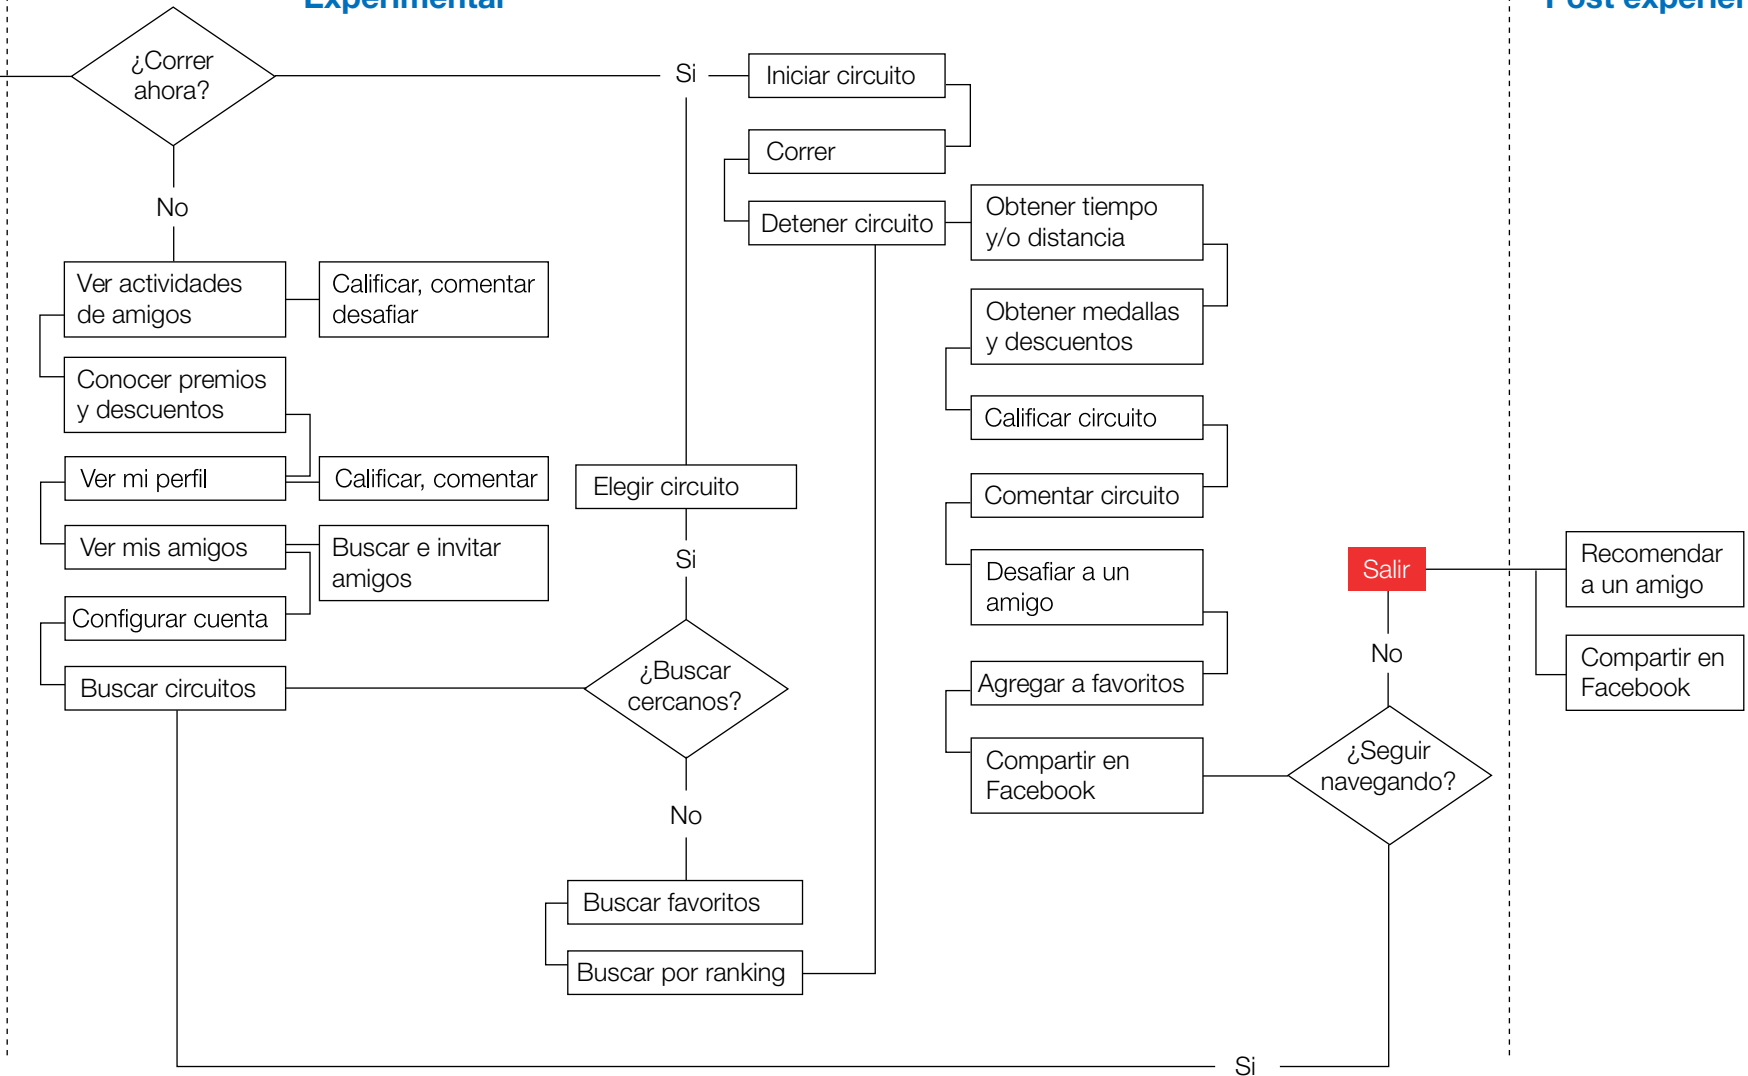 Experimental
¿Correr
ahora?
Si
Iniciar circuito
Correr
No
Detener circuito
Obtener tiempo
y/o distancia
Ver actividades
de amigos
Calificar, comentar
desafiar
Obtener medallas
y descuentos
Conocer premios
y descuentos
Calificar circuito
Ver mi perfil
Calificar, comentar
Elegir circuito
Comentar circuito
Ver mis amigos
Buscar e invitar
amigos
Si
Desafiar a un
amigo
Salir
Recomendar
a un amigo
Configurar cuenta
No
Compartir en
Facebook
Buscar circuitos
¿Buscar
cercanos?
Agregar a favoritos
Compartir en
Facebook
¿Seguir
navegando?
No
Buscar favoritos
Buscar por ranking
Si